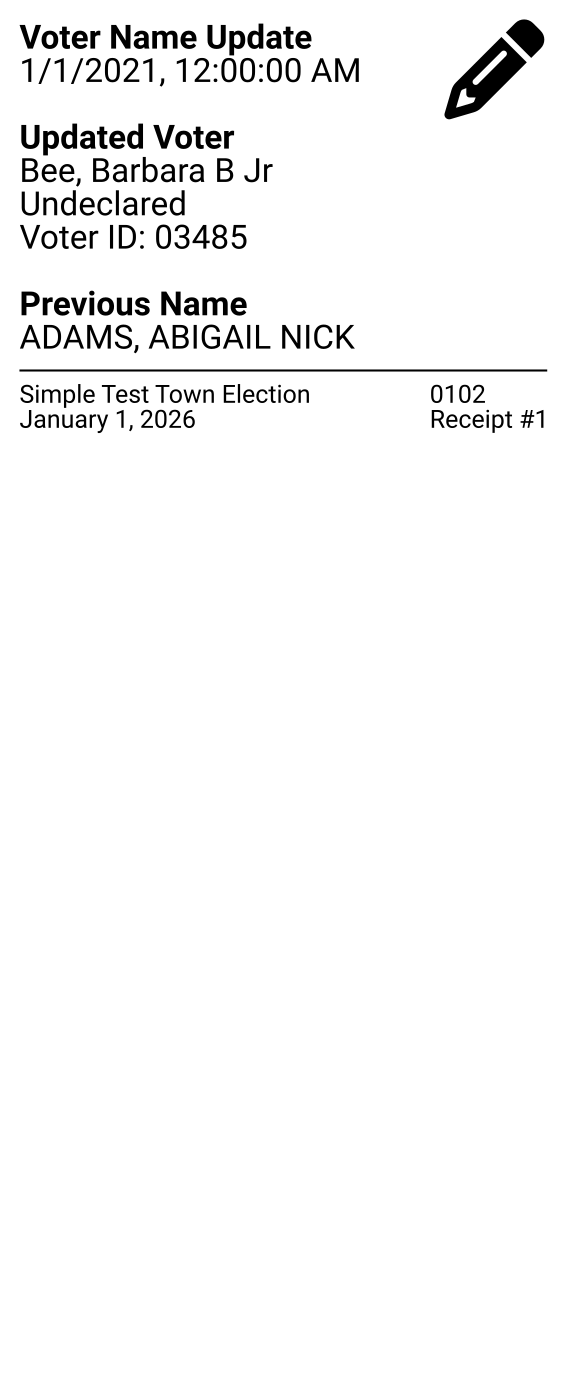 Voter Name Update
1/1/2021, 12:00:00 AM
Updated Voter
Bee, Barbara B Jr
Undeclared
Voter ID: 03485
Previous Name
ADAMS, ABIGAIL NICK
Simple Test Town Election
January 1, 2026
0102
Receipt #1